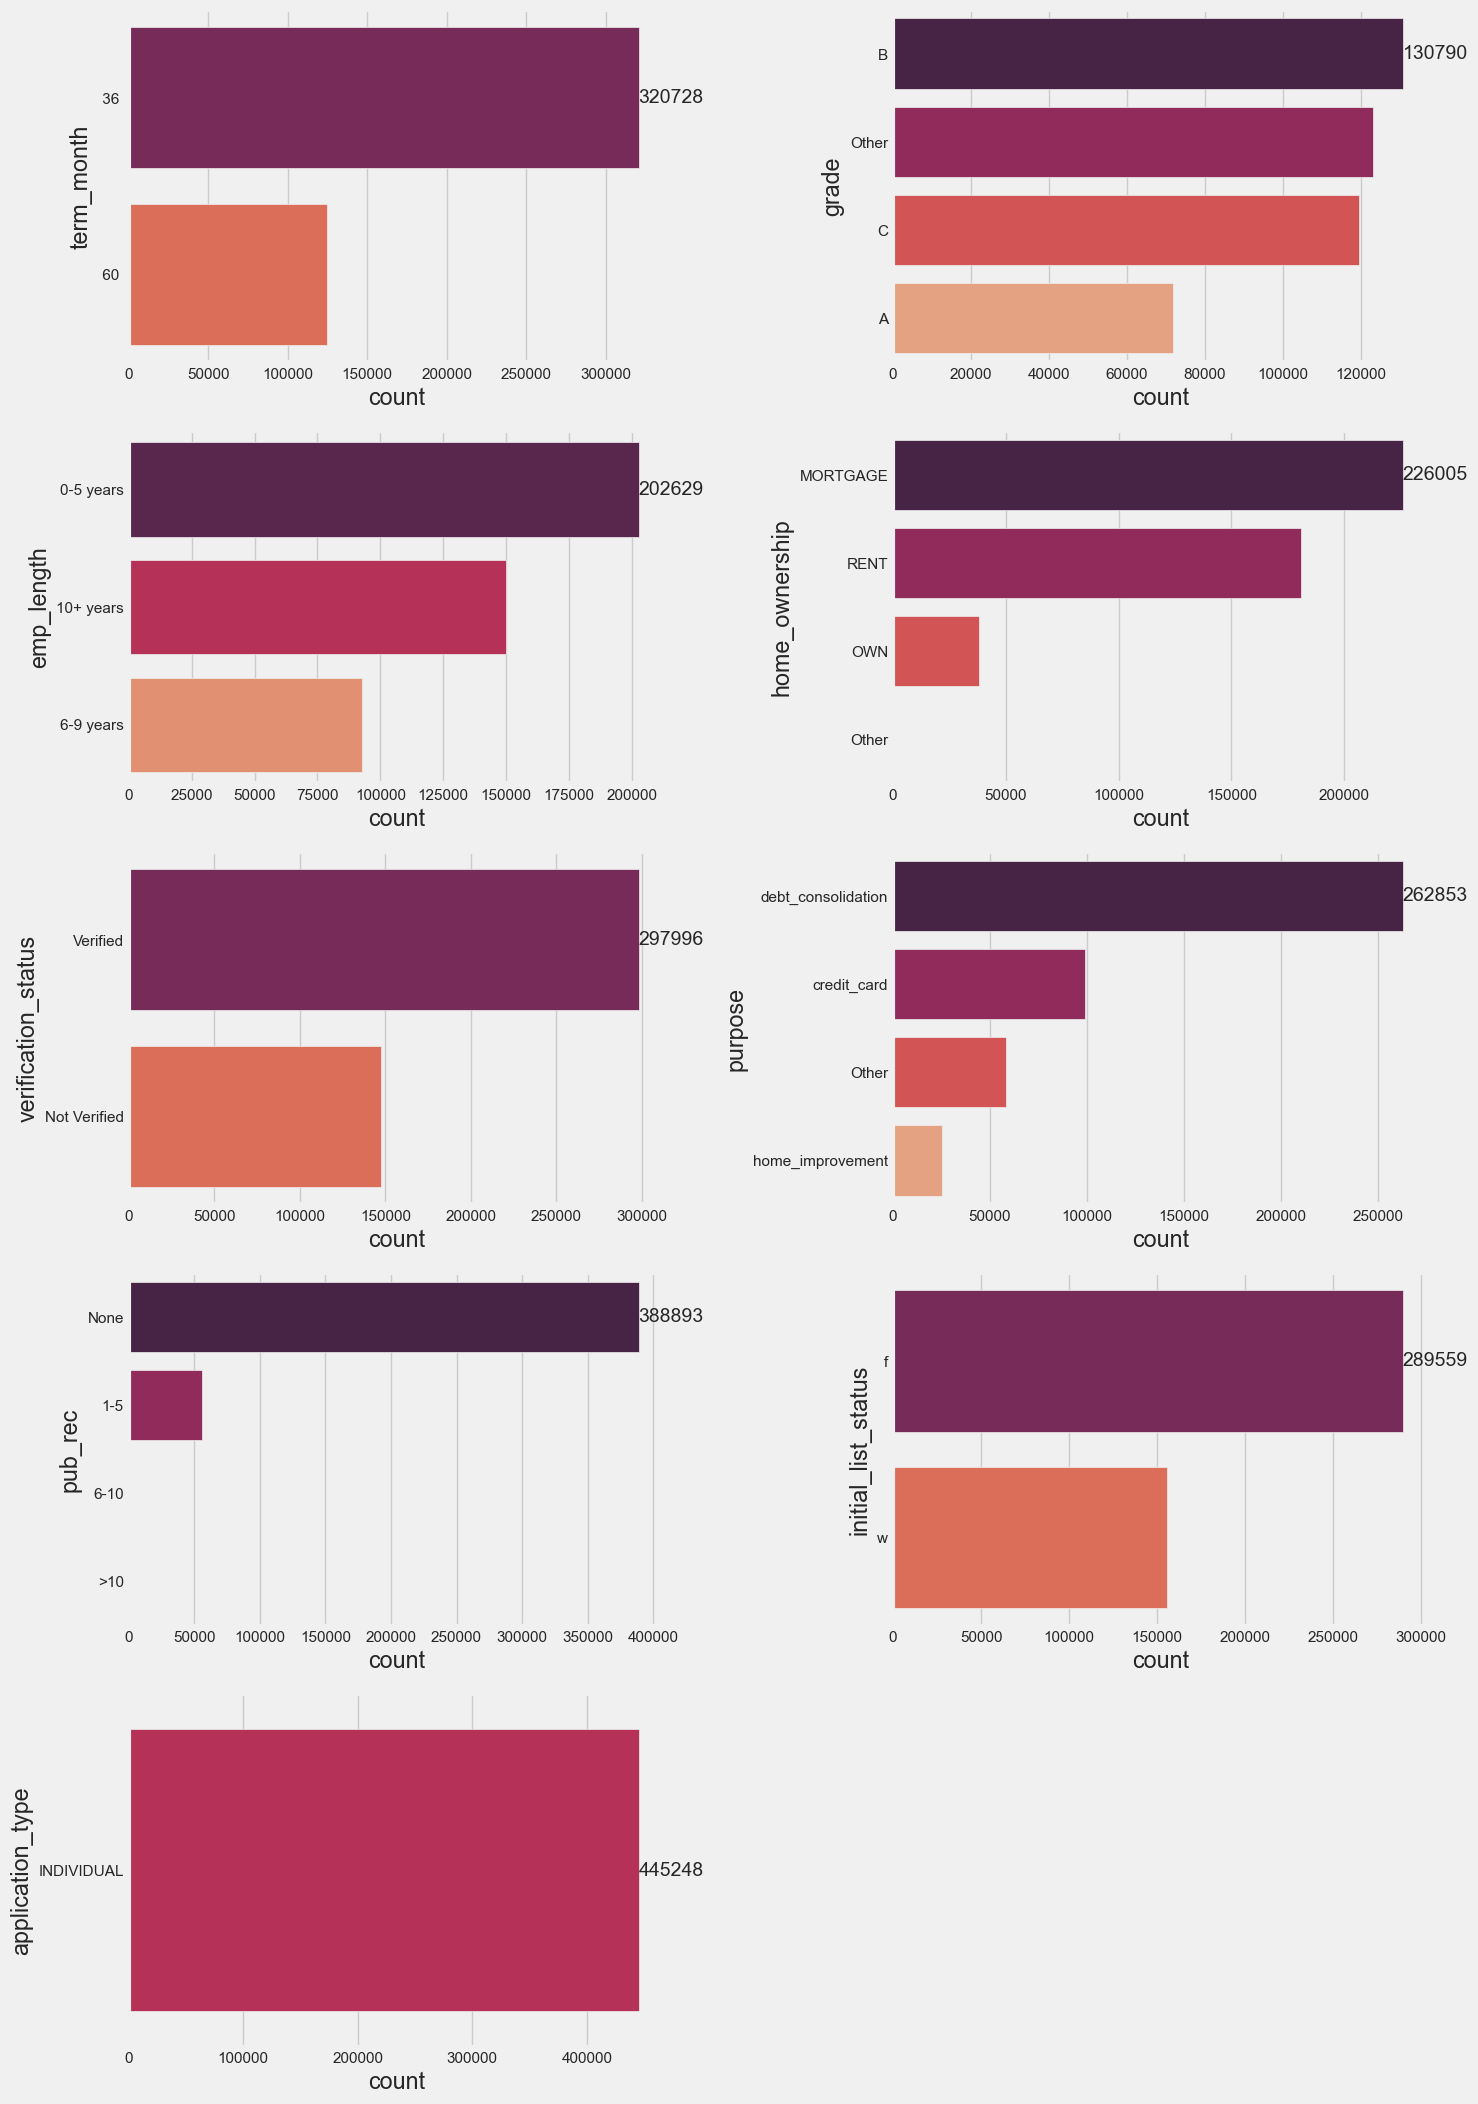 term_month
36
320728
60
0 50000 100000 150000 200000 250000 300000
count
grade
B
130790
Other
C
A
0 20000 40000 60000 80000 100000 120000
count
emp_length
0-5 years
202629
10+ years
6-9 years
0 25000 50000 75000 100000 125000 150000 175000 200000
count
home_ownership
MORTGAGE
226005
RENT
OWN
Other
0 50000 100000 150000 200000
count
verification_status
Verified
297996
Not Verified
0 50000 100000 150000 200000 250000 300000
count
purpose
debt_consolidation
262853
credit_card
Other
home_improvement
0 50000 100000 150000 200000 250000
count
pub_rec
None
388893
1-5
6-10
>10
0 50000 100000 150000 200000 250000 300000 350000 400000
count
initial_list_status
f
289559
w
0 50000 100000 150000 200000 250000 300000
count
application_type
INDIVIDUAL
445248
0 100000 200000 300000 400000
count